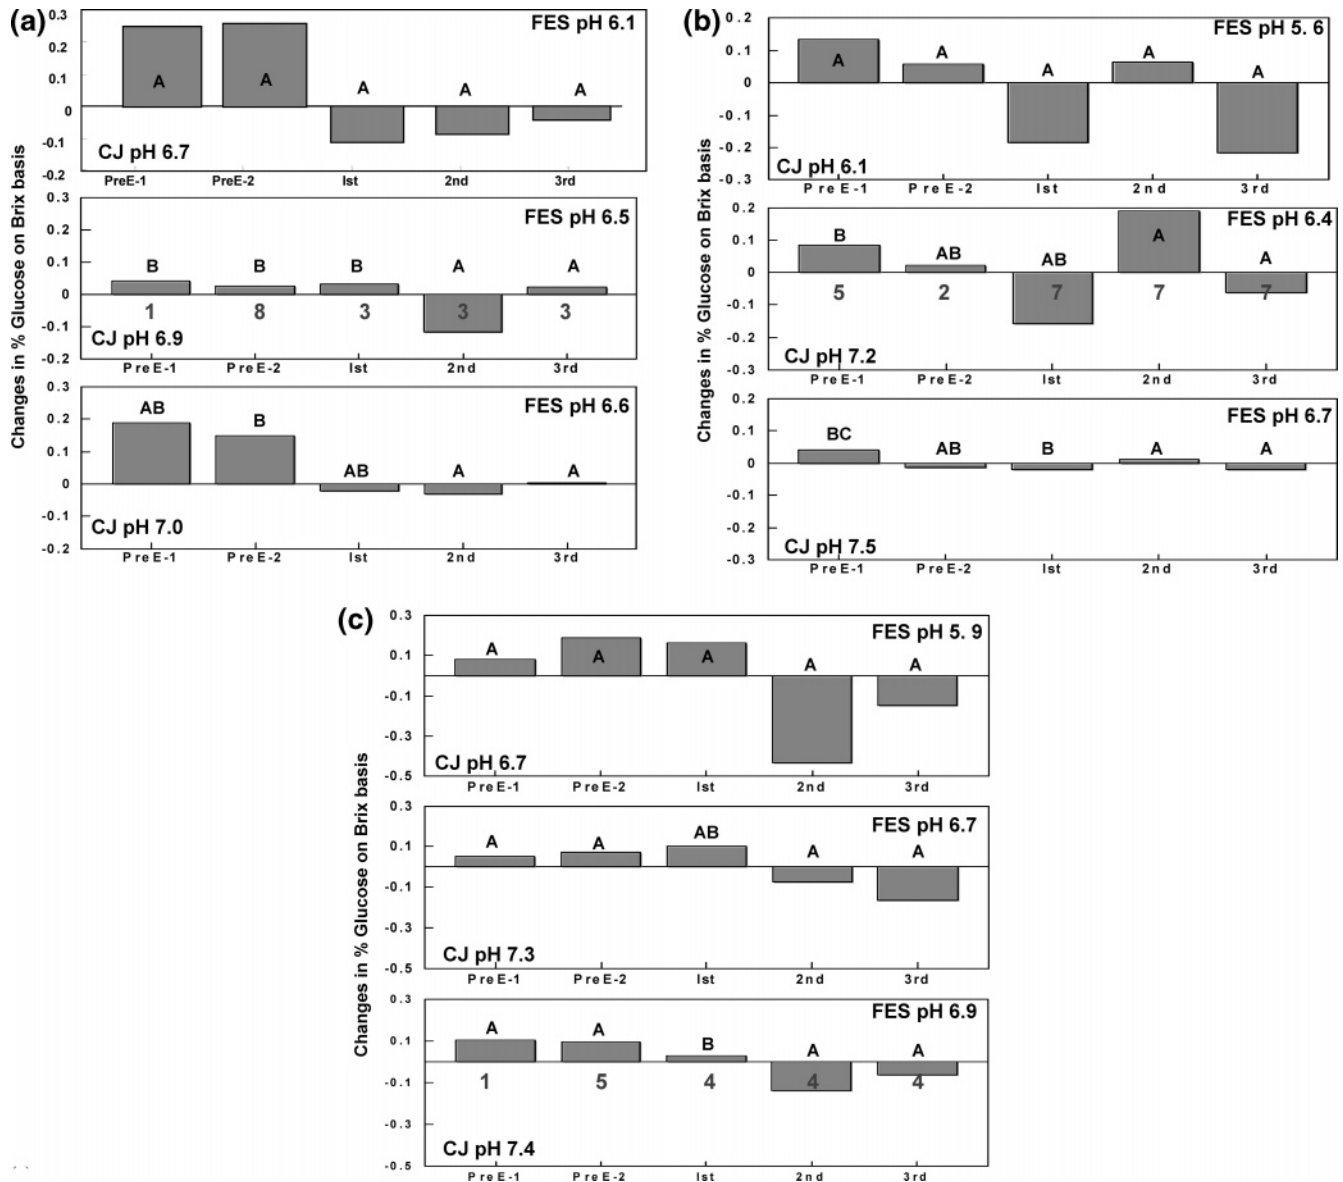 (a)
Changes in % Glucose on Brix basis
0.3
0.2
0.1
0
-0.1
-0.2
FES pH 6.1
A A A A A
CJ pH 6.7
PreE-1 PreE-2 Ist 2nd 3rd
0.3
0.2
0.1
0
-0.1
-0.2
FES pH 6.5
B B B A A
1 8 3 3 3
CJ pH 6.9
PreE-1 PreE-2 Ist 2nd 3rd
0.3
0.2
0.1
0
-0.1
-0.2
FES pH 6.6
AB B AB A A
CJ pH 7.0
PreE-1 PreE-2 Ist 2nd 3rd
(b)
Changes in % Glucose on Brix basis
0.2
0.1
0
-0.1
-0.2
-0.3
FES pH 5. 6
A A A A A
CJ pH 6.1
PreE-1 PreE-2 Ist 2nd 3rd
0.2
0.1
0
-0.1
-0.2
-0.3
FES pH 6.4
B AB AB A A
5 2 7 7 7
CJ pH 7.2
PreE-1 PreE-2 Ist 2nd 3rd
0.2
0.1
0
-0.1
-0.2
-0.3
FES pH 6.7
BC AB B A A
CJ pH 7.5
PreE-1 PreE-2 Ist 2nd 3rd
(c)
Changes in % Glucose on Brix basis
0.3
0.1
-0.1
-0.3
-0.5
FES pH 5. 9
A A A A A
CJ pH 6.7
PreE-1 PreE-2 Ist 2nd 3rd
0.3
0.1
-0.1
-0.3
-0.5
FES pH 6.7
A A AB A A
CJ pH 7.3
PreE-1 PreE-2 Ist 2nd 3rd
0.3
0.1
-0.1
-0.3
-0.5
FES pH 6.9
A A B A A
1 5 4 4 4
CJ pH 7.4
PreE-1 PreE-2 Ist 2nd 3rd